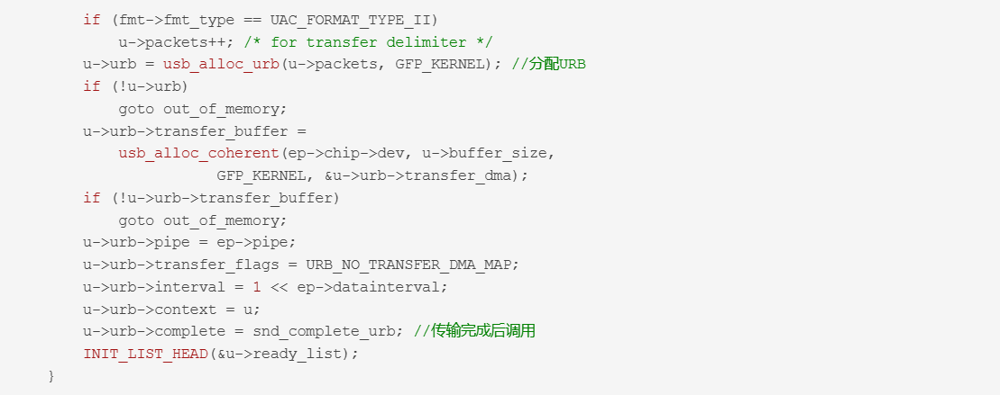 if (fmt->fmt_type == UAC_FORMAT_TYPE_II)
u->packets++; /* for transfer delimiter */
u->urb = usb_alloc_urb(u->packets, GFP_KERNEL); //分配URB
if (!u->urb)
goto out_of_memory;
u->urb->transfer_buffer =
usb_alloc_coherent(ep->chip->dev, u->buffer_size,
GFP_KERNEL, &u->urb->transfer_dma);
if (!u->urb->transfer_buffer)
goto out_of_memory;
u->urb->pipe = ep->pipe;
u->urb->transfer_flags = URB_NO_TRANSFER_DMA_MAP;
u->urb->interval = 1 << ep->datainterval;
u->urb->context = u;
u->urb->complete = snd_complete_urb; //传输完成后调用
INIT_LIST_HEAD(&u->ready_list);
}